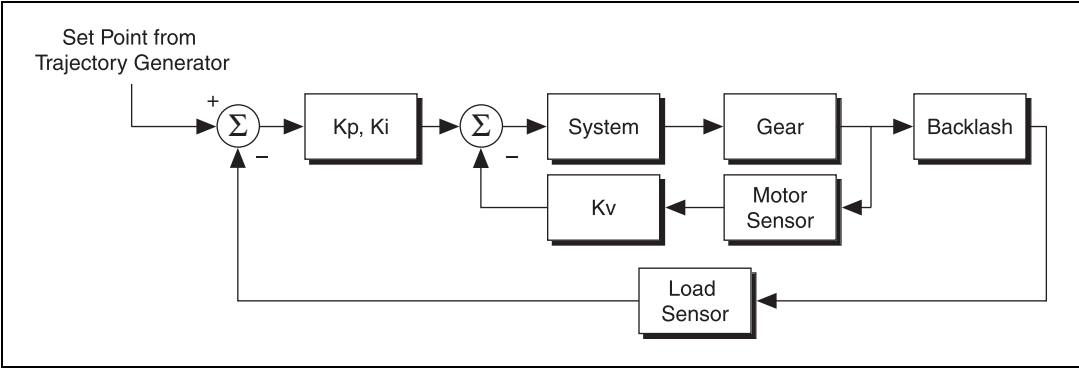 Set Point from
Trajectory Generator
+
Σ
Kp, Ki
Σ
System
Gear
Backlash
−
−
Kv
Motor
Sensor
Load
Sensor